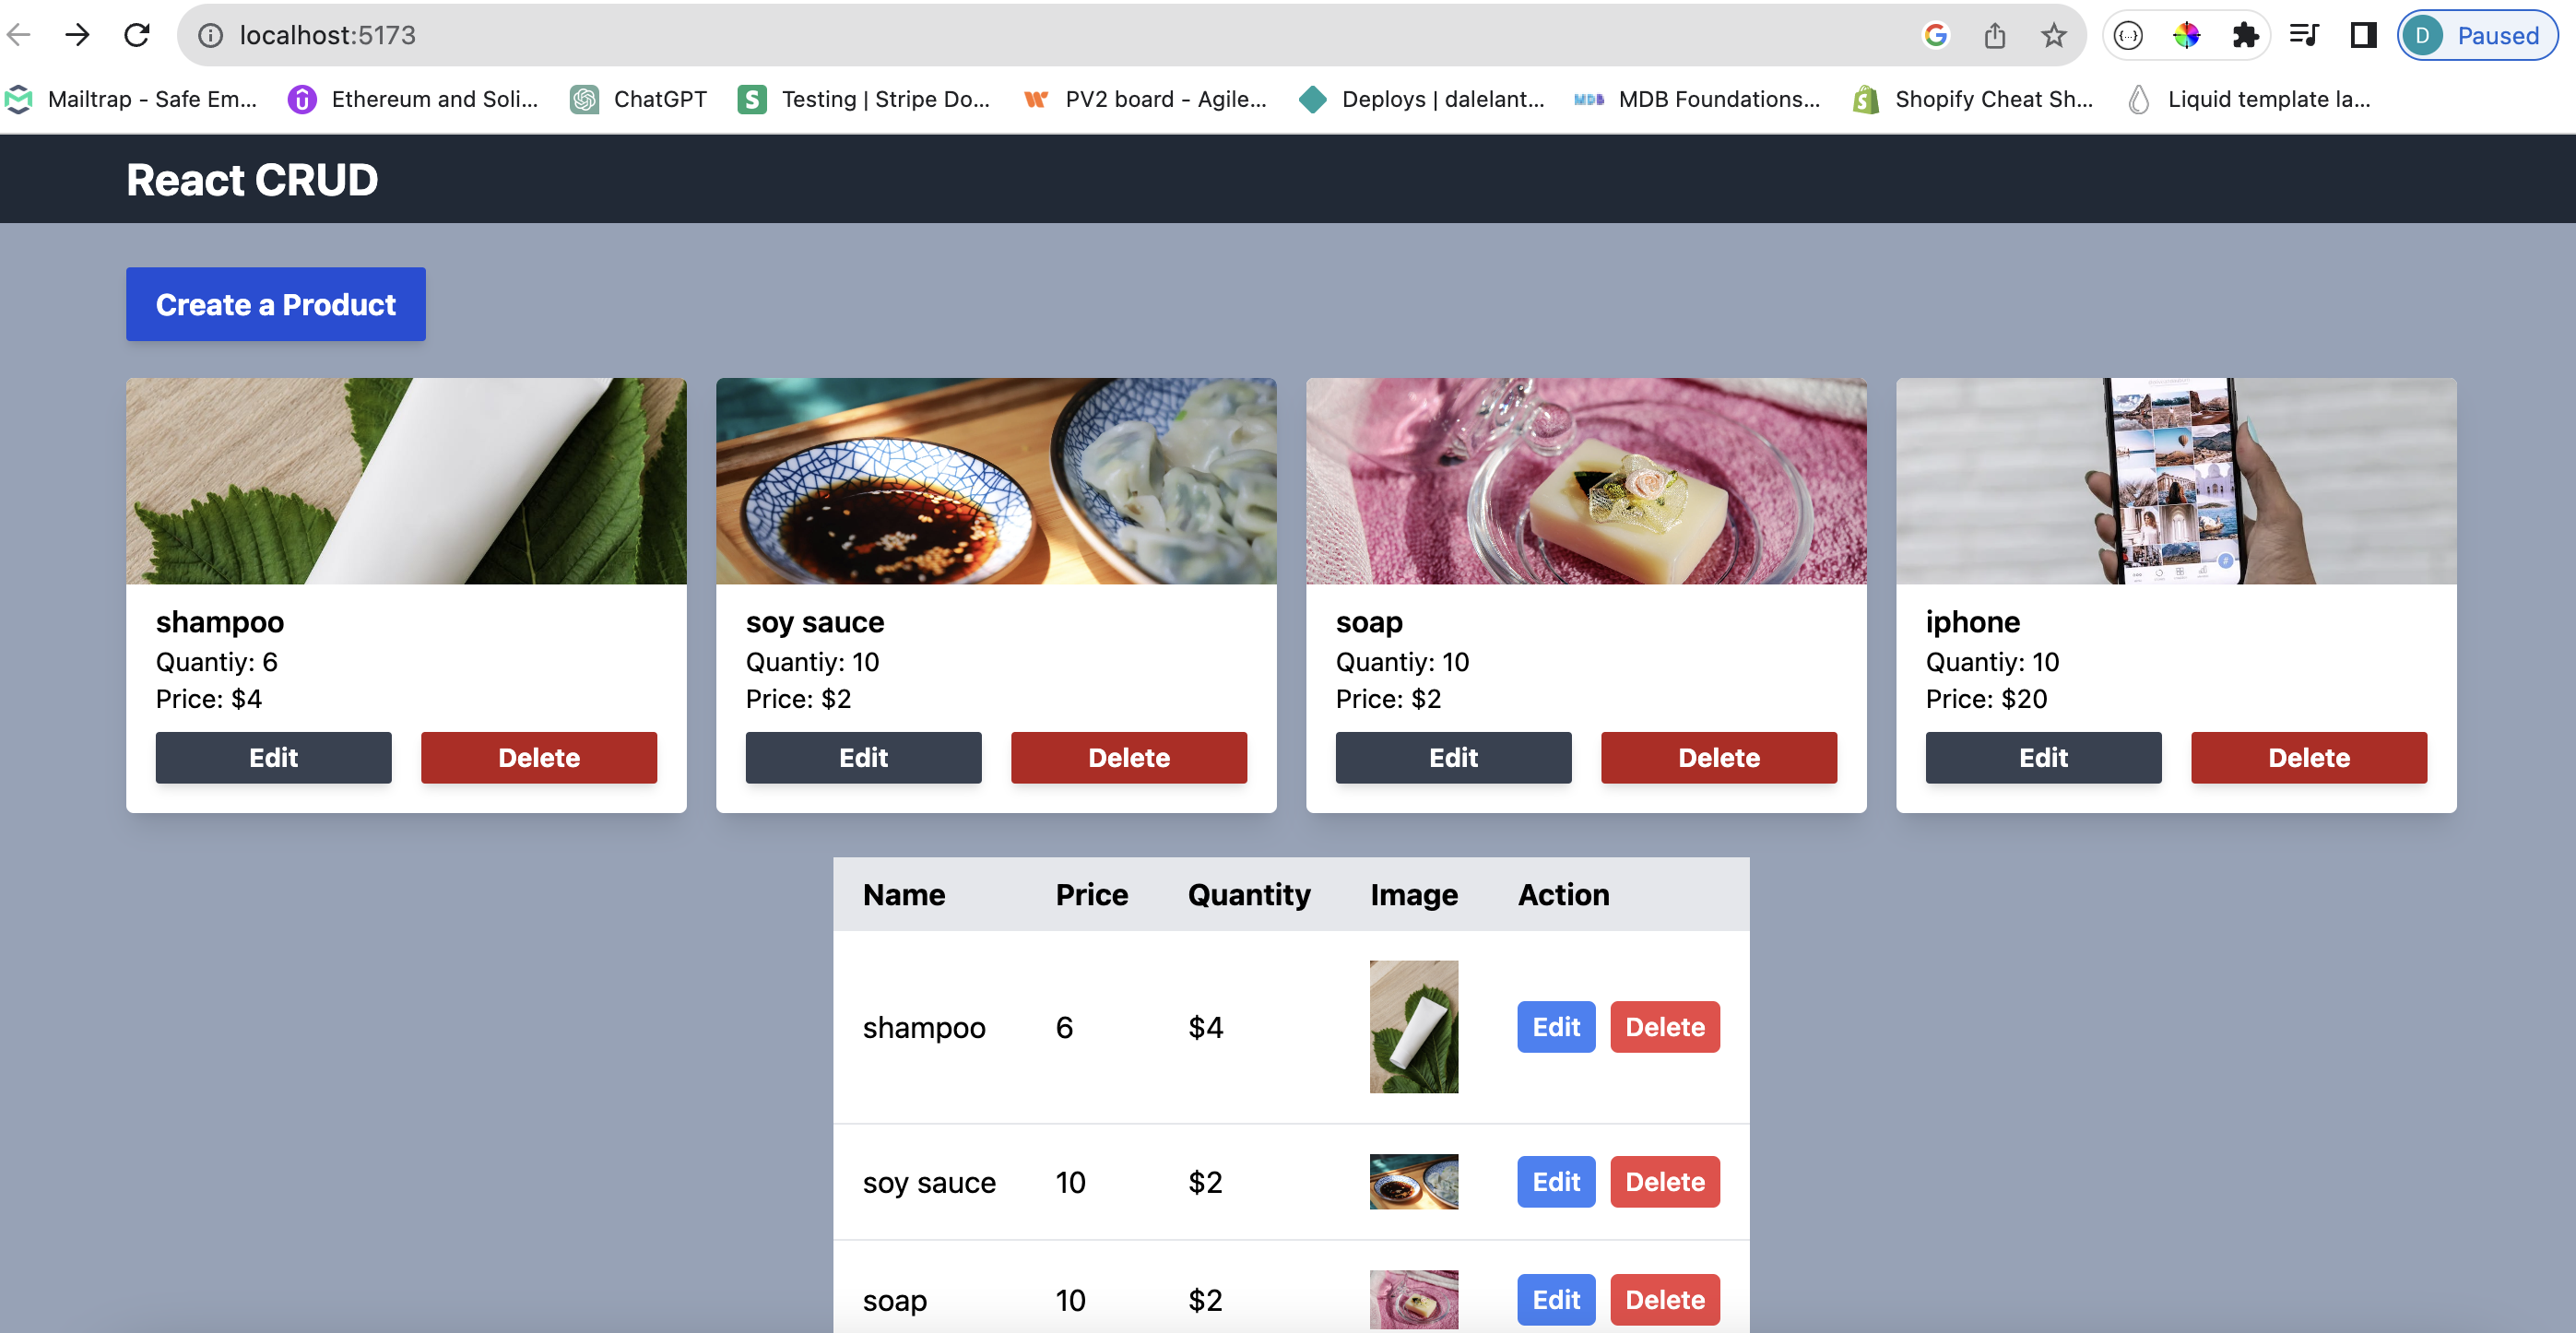 localhost:5173
D Paused
Mailtrap - Safe Em... Ethereum and Soli... ChatGPT S Testing | Stripe Do... PV2 board - Agile... Deploys | dalelant... MDB MDB Foundations... Shopify Cheat Sh... Liquid template la...
React CRUD
Create a Product
shampoo
Quantiy: 6
Price: $4
Edit Delete
soy sauce
Quantiy: 10
Price: $2
Edit Delete
soap
Quantiy: 10
Price: $2
Edit Delete
iphone
Quantiy: 10
Price: $20
Edit Delete
Name Price Quantity Image Action
shampoo 6 $4 Edit Delete
soy sauce 10 $2 Edit Delete
soap 10 $2 Edit Delete